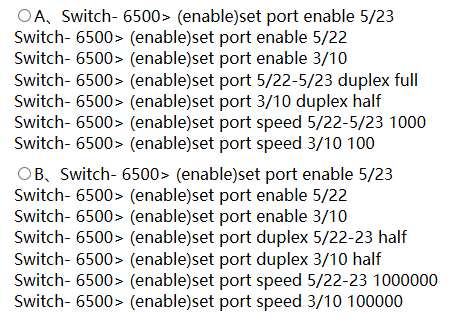 ○A、Switch- 6500> (enable)set port enable 5/23
Switch- 6500> (enable)set port enable 5/22
Switch- 6500> (enable)set port enable 3/10
Switch- 6500> (enable)set port 5/22-5/23 duplex full
Switch- 6500> (enable)set port 3/10 duplex half
Switch- 6500> (enable)set port speed 5/22-5/23 1000
Switch- 6500> (enable)set port speed 3/10 100
○B、Switch- 6500> (enable)set port enable 5/23
Switch- 6500> (enable)set port enable 5/22
Switch- 6500> (enable)set port enable 3/10
Switch- 6500> (enable)set port duplex 5/22-23 half
Switch- 6500> (enable)set port duplex 3/10 half
Switch- 6500> (enable)set port speed 5/22-23 1000000
Switch- 6500> (enable)set port speed 3/10 100000